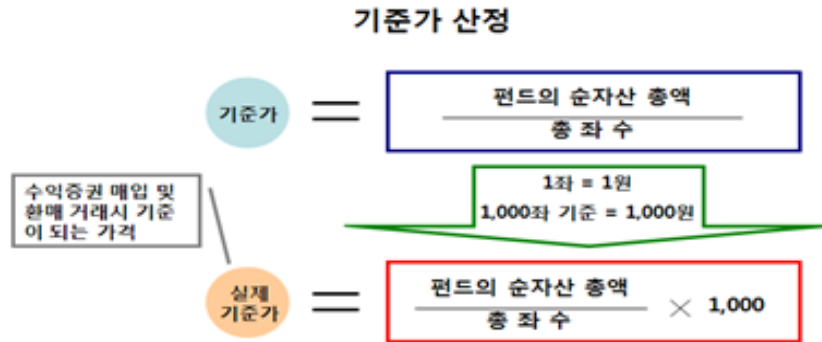 기준가 산정
기준가
=
펀드의 순자산 총액
총 좌 수
1좌 = 1원
1,000좌 기준 = 1,000원
수익증권 매입 및
환매 거래시 기준
이 되는 가격
실제
기준가
=
펀드의 순자산 총액
총 좌 수
× 1,000